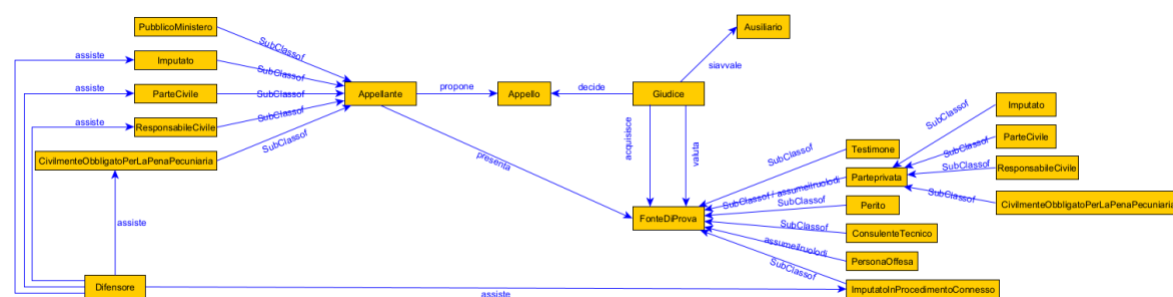 PubblicoMinistero
SubClassof
assiste
Imputato
SubClassof
assiste
ParteCivile
SubClassof
assiste
ResponsabileCivile
SubClassof
CivilmenteObbligatoPerLaPenaPecuniaria
SubClassof
assiste
Difensore
assiste
Appellante
propone
Appello
decide
Giudice
siavvale
Ausiliario
presenta
acquisisce
valuta
FonteDiProva
SubClassof
Testimone
SubClassof / assumeilruolodi
Parteprivata
SubClassof
Perito
SubClassof
ConsulenteTecnico
assumeilruolodi
PersonaOffesa
SubClassof
ImputatoInProcedimentoConnesso
SubClassof
Imputato
SubClassof
ParteCivile
SubClassof
ResponsabileCivile
SubClassof
CivilmenteObbligatoPerLaPenaPecuniaria